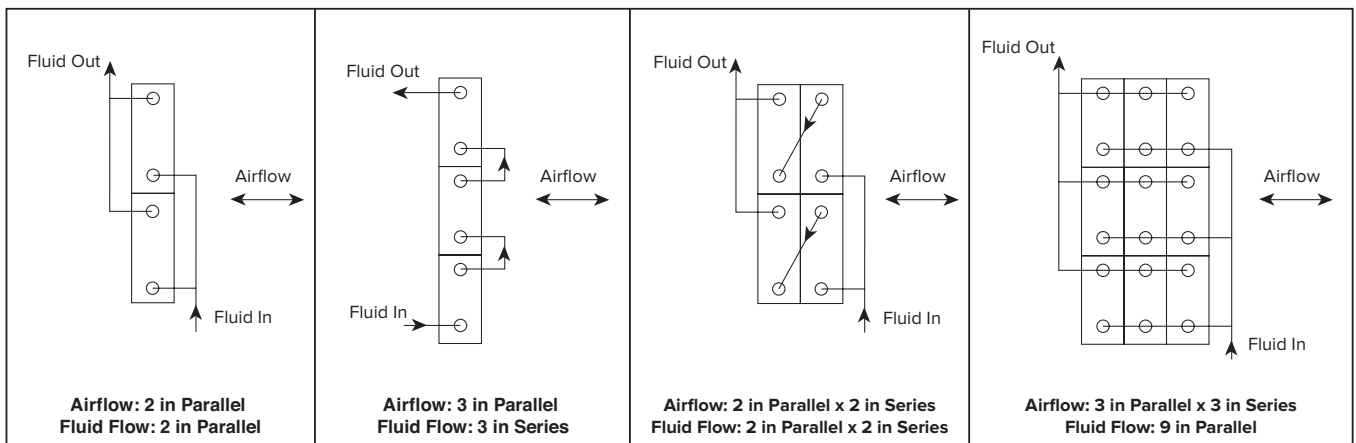 Fluid Out
Airflow
Fluid In
Airflow: 2 in Parallel
Fluid Flow: 2 in Parallel
Fluid Out
Airflow
Fluid In
Airflow: 3 in Parallel
Fluid Flow: 3 in Series
Fluid Out
Airflow
Fluid In
Airflow: 2 in Parallel x 2 in Series
Fluid Flow: 2 in Parallel x 2 in Series
Fluid Out
Airflow
Fluid In
Airflow: 3 in Parallel x 3 in Series
Fluid Flow: 9 in Parallel